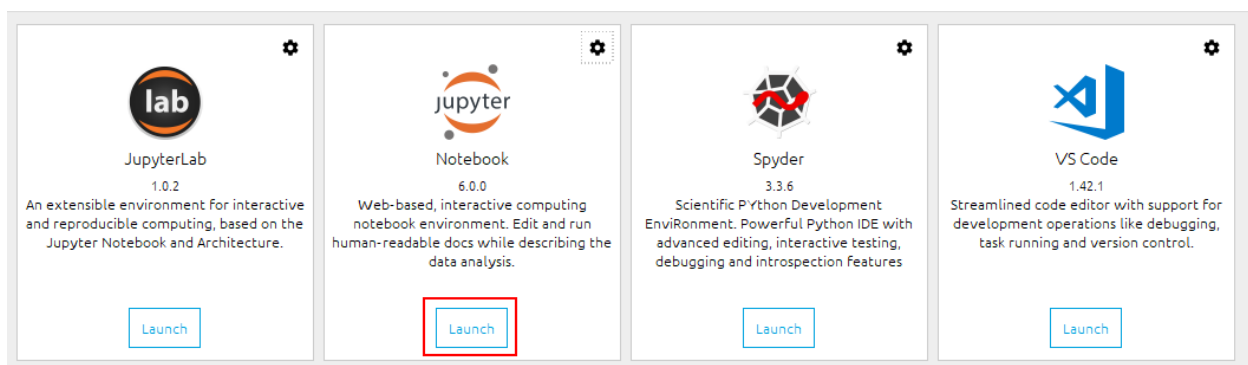 lab
JupyterLab
1.0.2
An extensible environment for interactive
and reproducible computing, based on the
Jupyter Notebook and Architecture.
Launch
jupyter
Notebook
6.0.0
Web-based, interactive computing
notebook environment. Edit and run
human-readable docs while describing the
data analysis.
Launch
Spyder
3.3.6
Scientific PYthon Development
EnviRonment. Powerful Python IDE with
advanced editing, interactive testing,
debugging and introspection features
Launch
VS Code
1.42.1
Streamlined code editor with support for
development operations like debugging,
task running and version control.
Launch